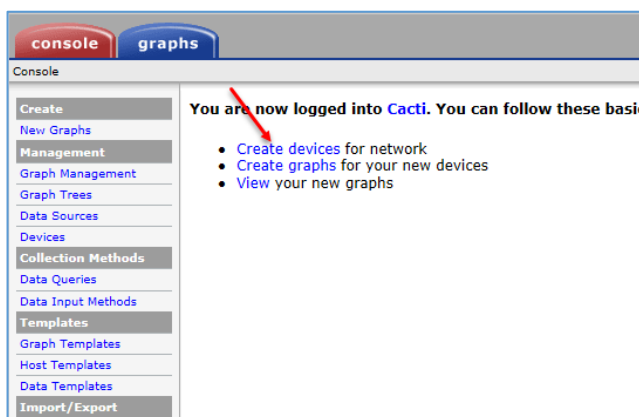 console graphs
Console
Create
New Graphs
Management
Graph Management
Graph Trees
Data Sources
Devices
Collection Methods
Data Queries
Data Input Methods
Templates
Graph Templates
Host Templates
Data Templates
Import/Export
You are now logged into Cacti. You can follow these basi
Create devices for network
Create graphs for your new devices
View your new graphs